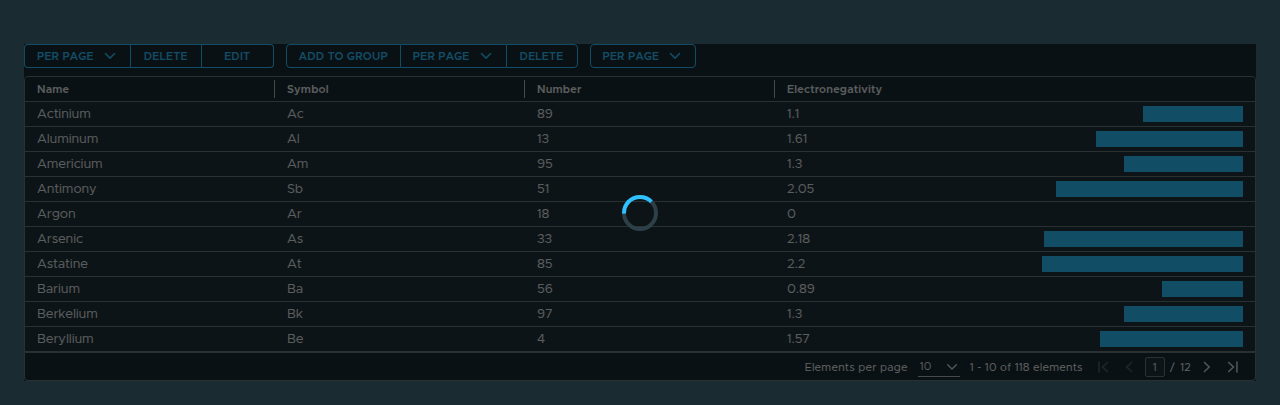 PER PAGE DELETE EDIT ADD TO GROUP PER PAGE DELETE PER PAGE
Name Symbol Number Electronegativity
Actinium Ac 89 1.1
Aluminum Al 13 1.61
Americium Am 95 1.3
Antimony Sb 51 2.05
Argon Ar 18 0
Arsenic As 33 2.18
Astatine At 85 2.2
Barium Ba 56 0.89
Berkelium Bk 97 1.3
Beryllium Be 4 1.57
Elements per page 10 1 - 10 of 118 elements 1 / 12